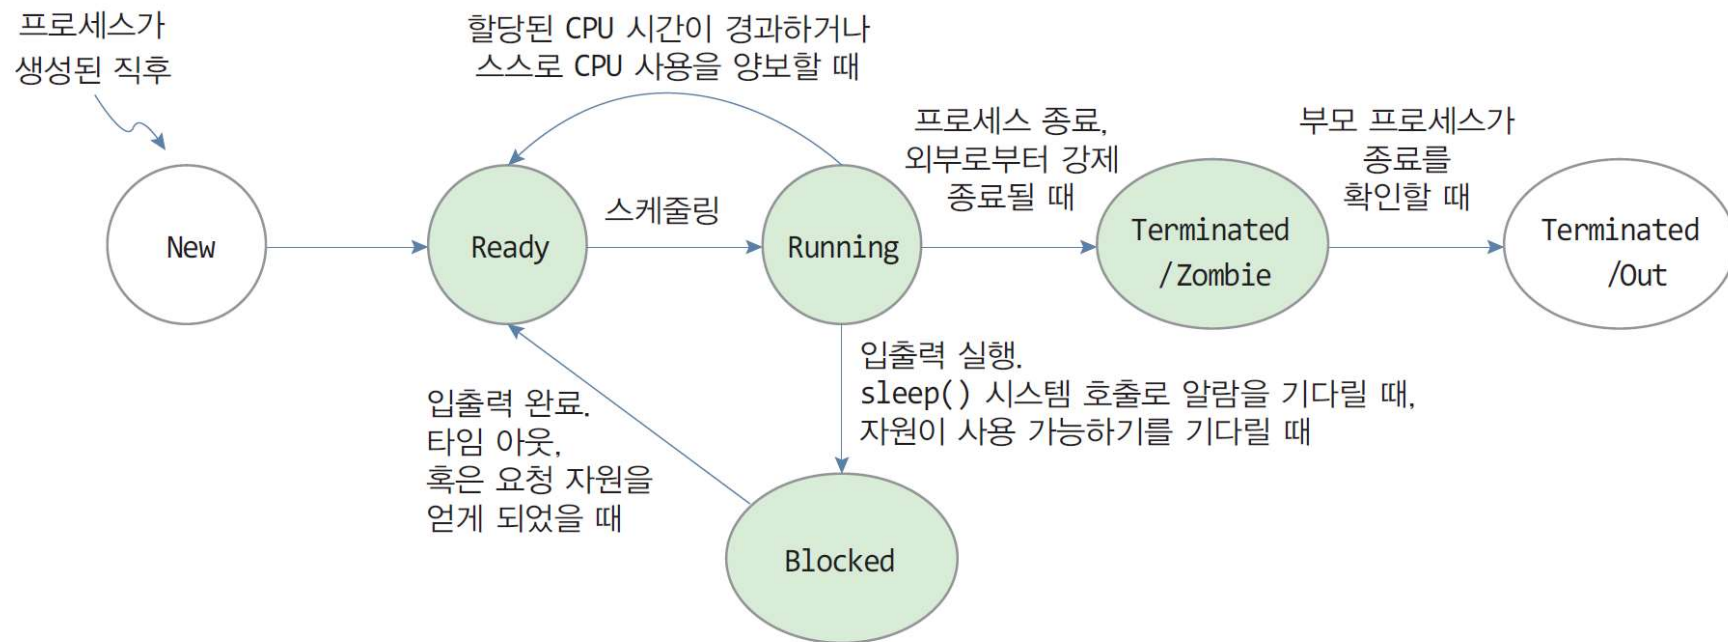 프로세스가
생성된 직후
할당된 CPU 시간이 경과하거나
스스로 CPU 사용을 양보할 때
프로세스 종료,
외부로부터 강제
종료될 때
부모 프로세스가
종료를
확인할 때
New
Ready
스케줄링
Running
Terminated
/Zombie
Terminated
/Out
입출력 실행.
sleep() 시스템 호출로 알람을 기다릴 때,
자원이 사용 가능하기를 기다릴 때
입출력 완료.
타임 아웃,
혹은 요청 자원을
얻게 되었을 때
Blocked